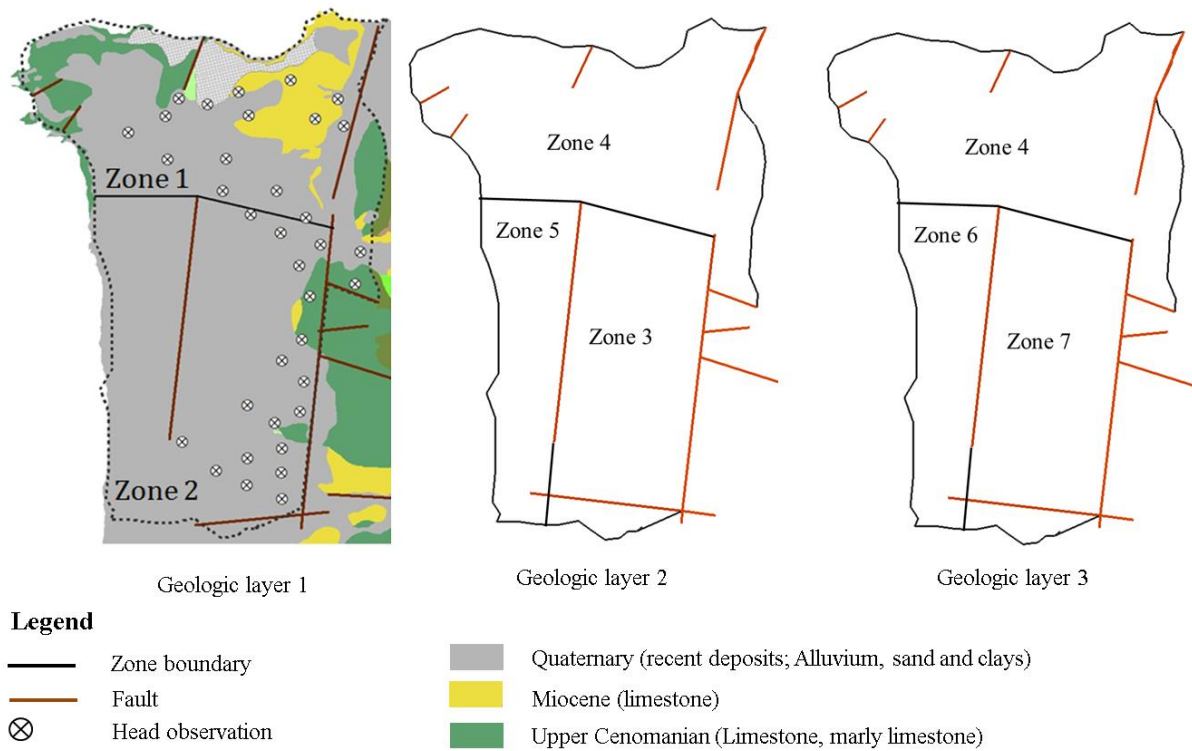 Zone 1
Zone 2
Zone 4
Zone 5
Zone 3
Zone 4
Zone 6
Zone 7
Geologic layer 1
Geologic layer 2
Geologic layer 3
Legend
Zone boundary
Fault
Head observation
Quaternary (recent deposits; Alluvium, sand and clays)
Miocene (limestone)
Upper Cenomanian (Limestone, marly limestone)